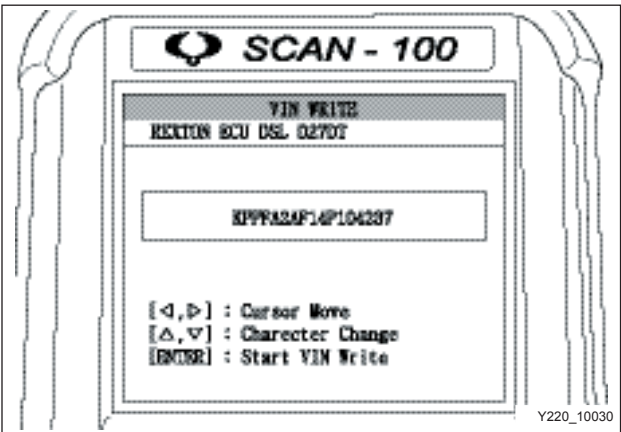 SCAN - 100
VIN WRITE
REXTON ECU DSL D27DT
KPPFA2AF14P104237
[◁,▷] : Cursor Move
[△,▽] : Charecter Change
[ENTER] : Start VIN Write
Y220_10030